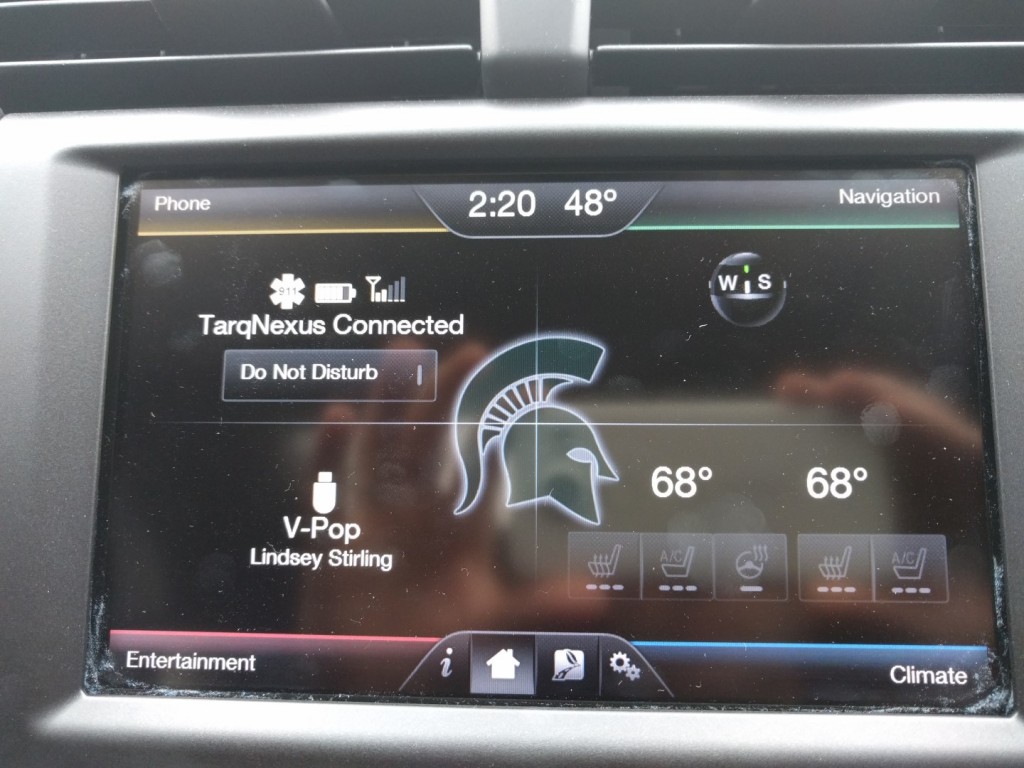 Phone
2:20 48°
Navigation
911
TarqNexus Connected
Do Not Disturb
W S
V-Pop
Lindsey Stirling
68° 68°
A/C
A/C
Entertainment
i
Climate